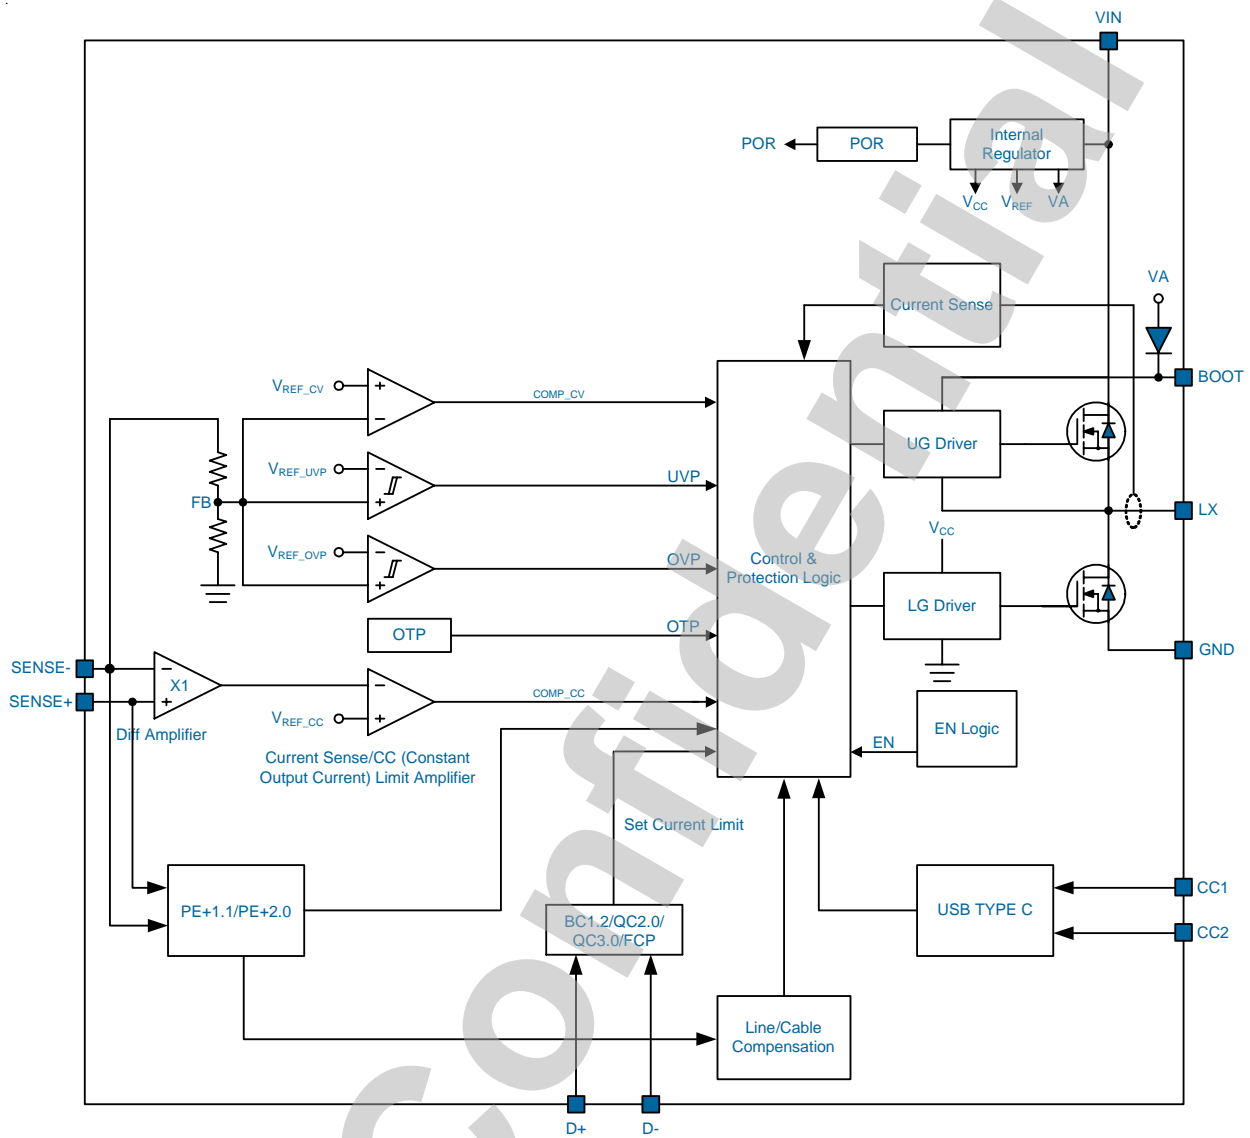 VIN
POR
POR
Internal
Regulator
VCC
VREF
VA
Current Sense
VA
BOOT
VREF_CV
+
−
COMP_CV
UG Driver
VREF_UVP
−
+
UVP
FB
LX
VCC
VREF_OVP
−
+
OVP
Control &
Protection Logic
LG Driver
OTP
OTP
GND
SENSE-
SENSE+
−
X1
+
Diff Amplifier
−
+
VREF_CC
COMP_CC
Current Sense/CC (Constant
Output Current) Limit Amplifier
EN
EN Logic
Set Current Limit
PE+1.1/PE+2.0
BC1.2/QC2.0/
QC3.0/FCP
USB TYPE C
CC1
CC2
Line/Cable
Compensation
D+
D-
Confidential